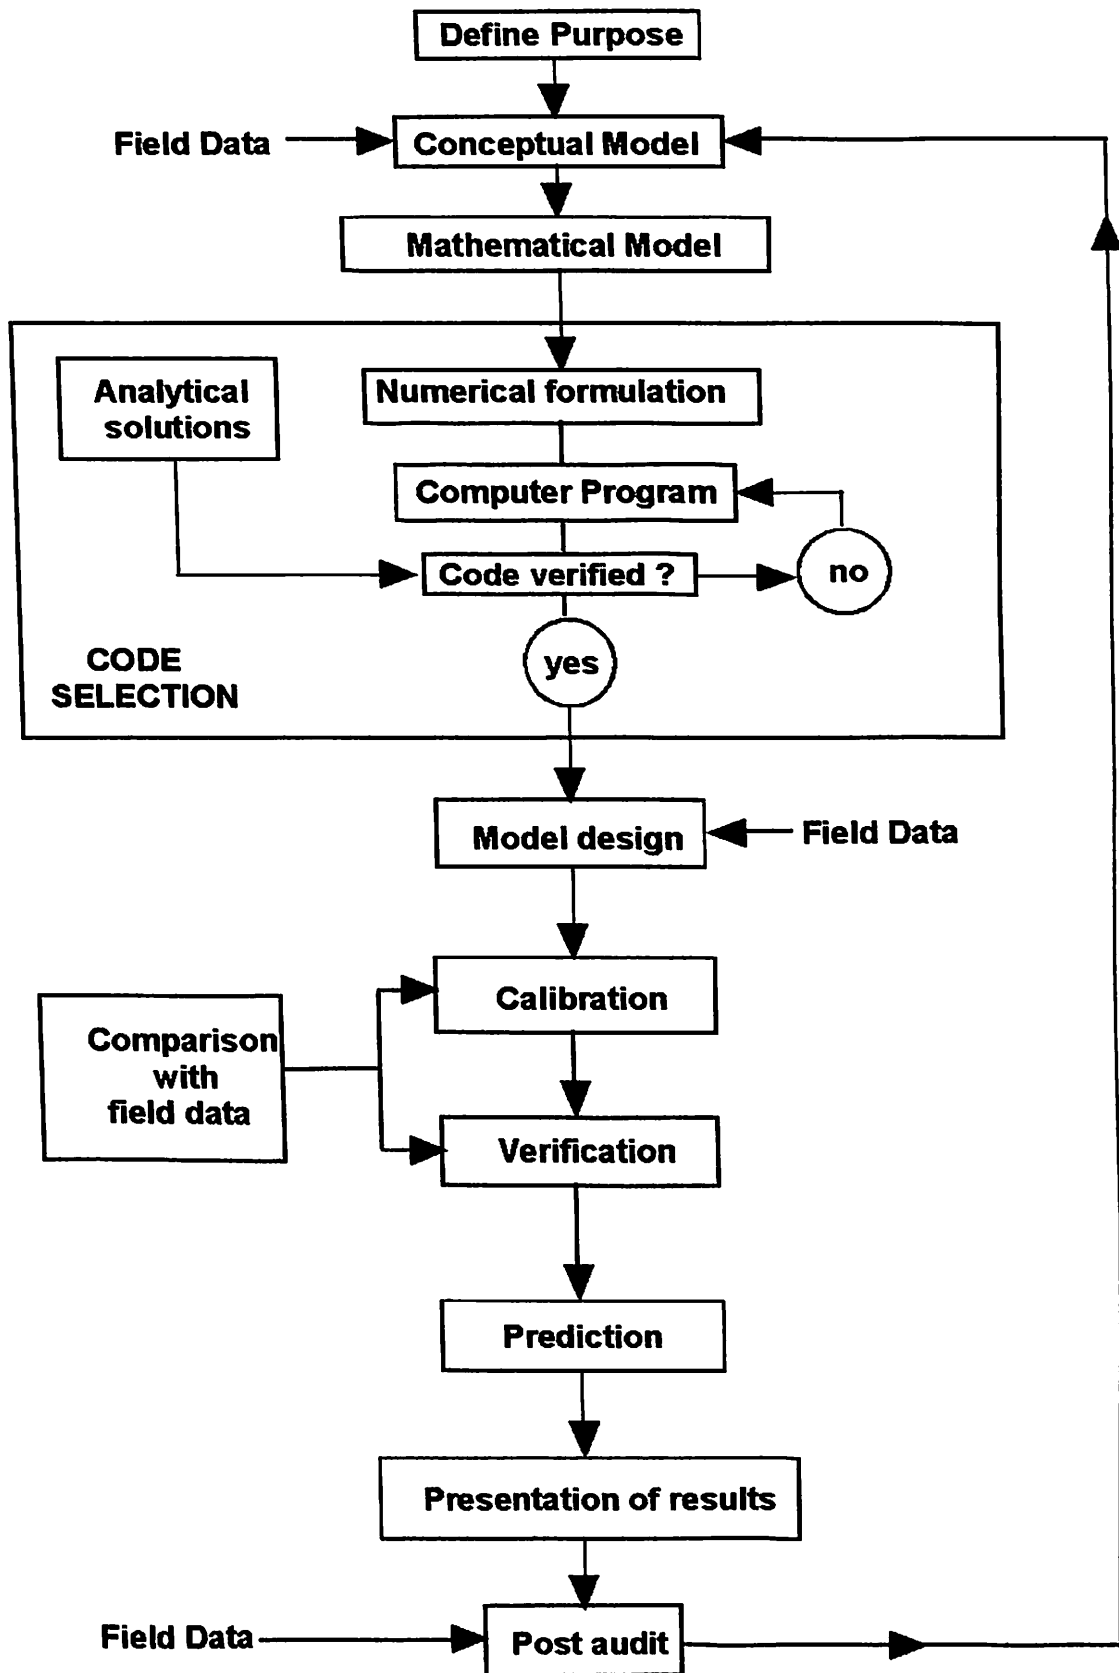 Define Purpose
Field Data
Conceptual Model
Mathematical Model
Analytical
solutions
Numerical formulation
Computer Program
Code verified ?
no
yes
CODE
SELECTION
Model design
Field Data
Calibration
Comparison
with
field data
Verification
Prediction
Presentation of results
Field Data
Post audit